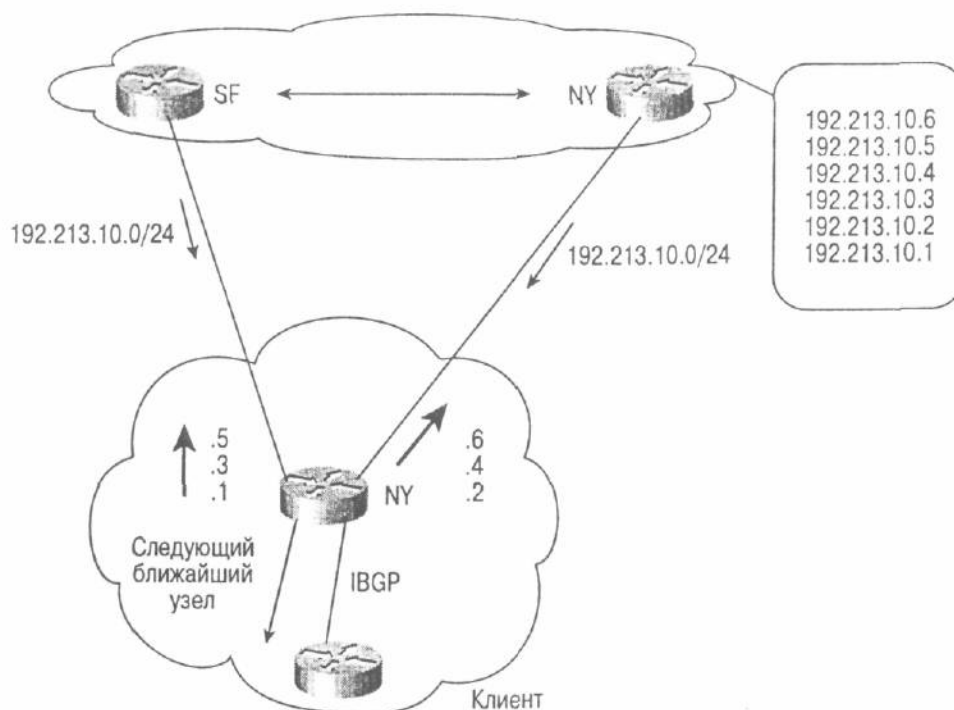 SF
NY
192.213.10.6
192.213.10.5
192.213.10.4
192.213.10.3
192.213.10.2
192.213.10.1
192.213.10.0/24
192.213.10.0/24
.5
.3
.1
.6
.4
.2
NY
Следующий
ближайший
узел
IBGP
Клиент